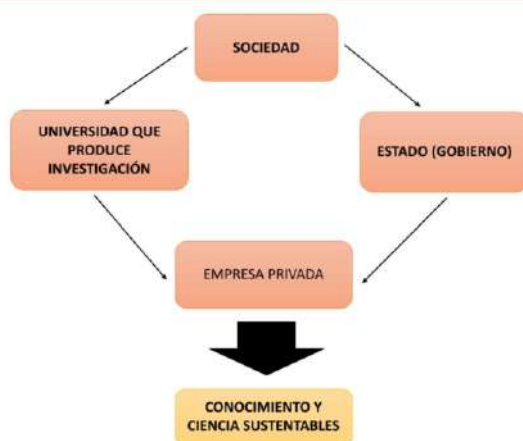 SOCIEDAD
UNIVERSIDAD QUE
PRODUCE
INVESTIGACIÓN
ESTADO (GOBIERNO)
EMPRESA PRIVADA
CONOCIMIENTO Y
CIENCIA SUSTENTABLES